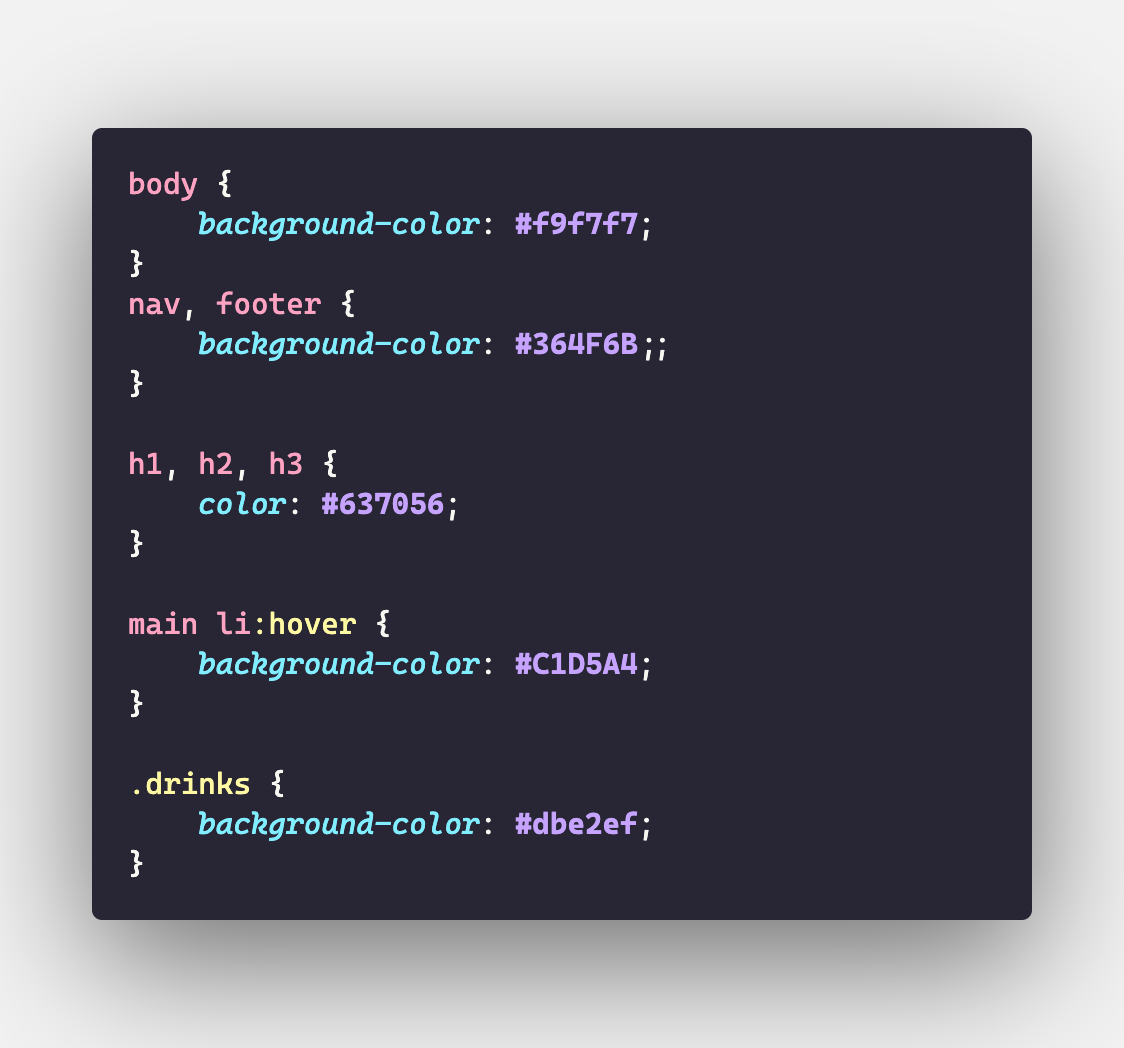 body {
    background-color: #f9f7f7;
}
nav, footer {
    background-color: #364F6B;;
}

h1, h2, h3 {
    color: #637056;
}

main li:hover {
    background-color: #C1D5A4;
}

.drinks {
    background-color: #dbe2ef;
}